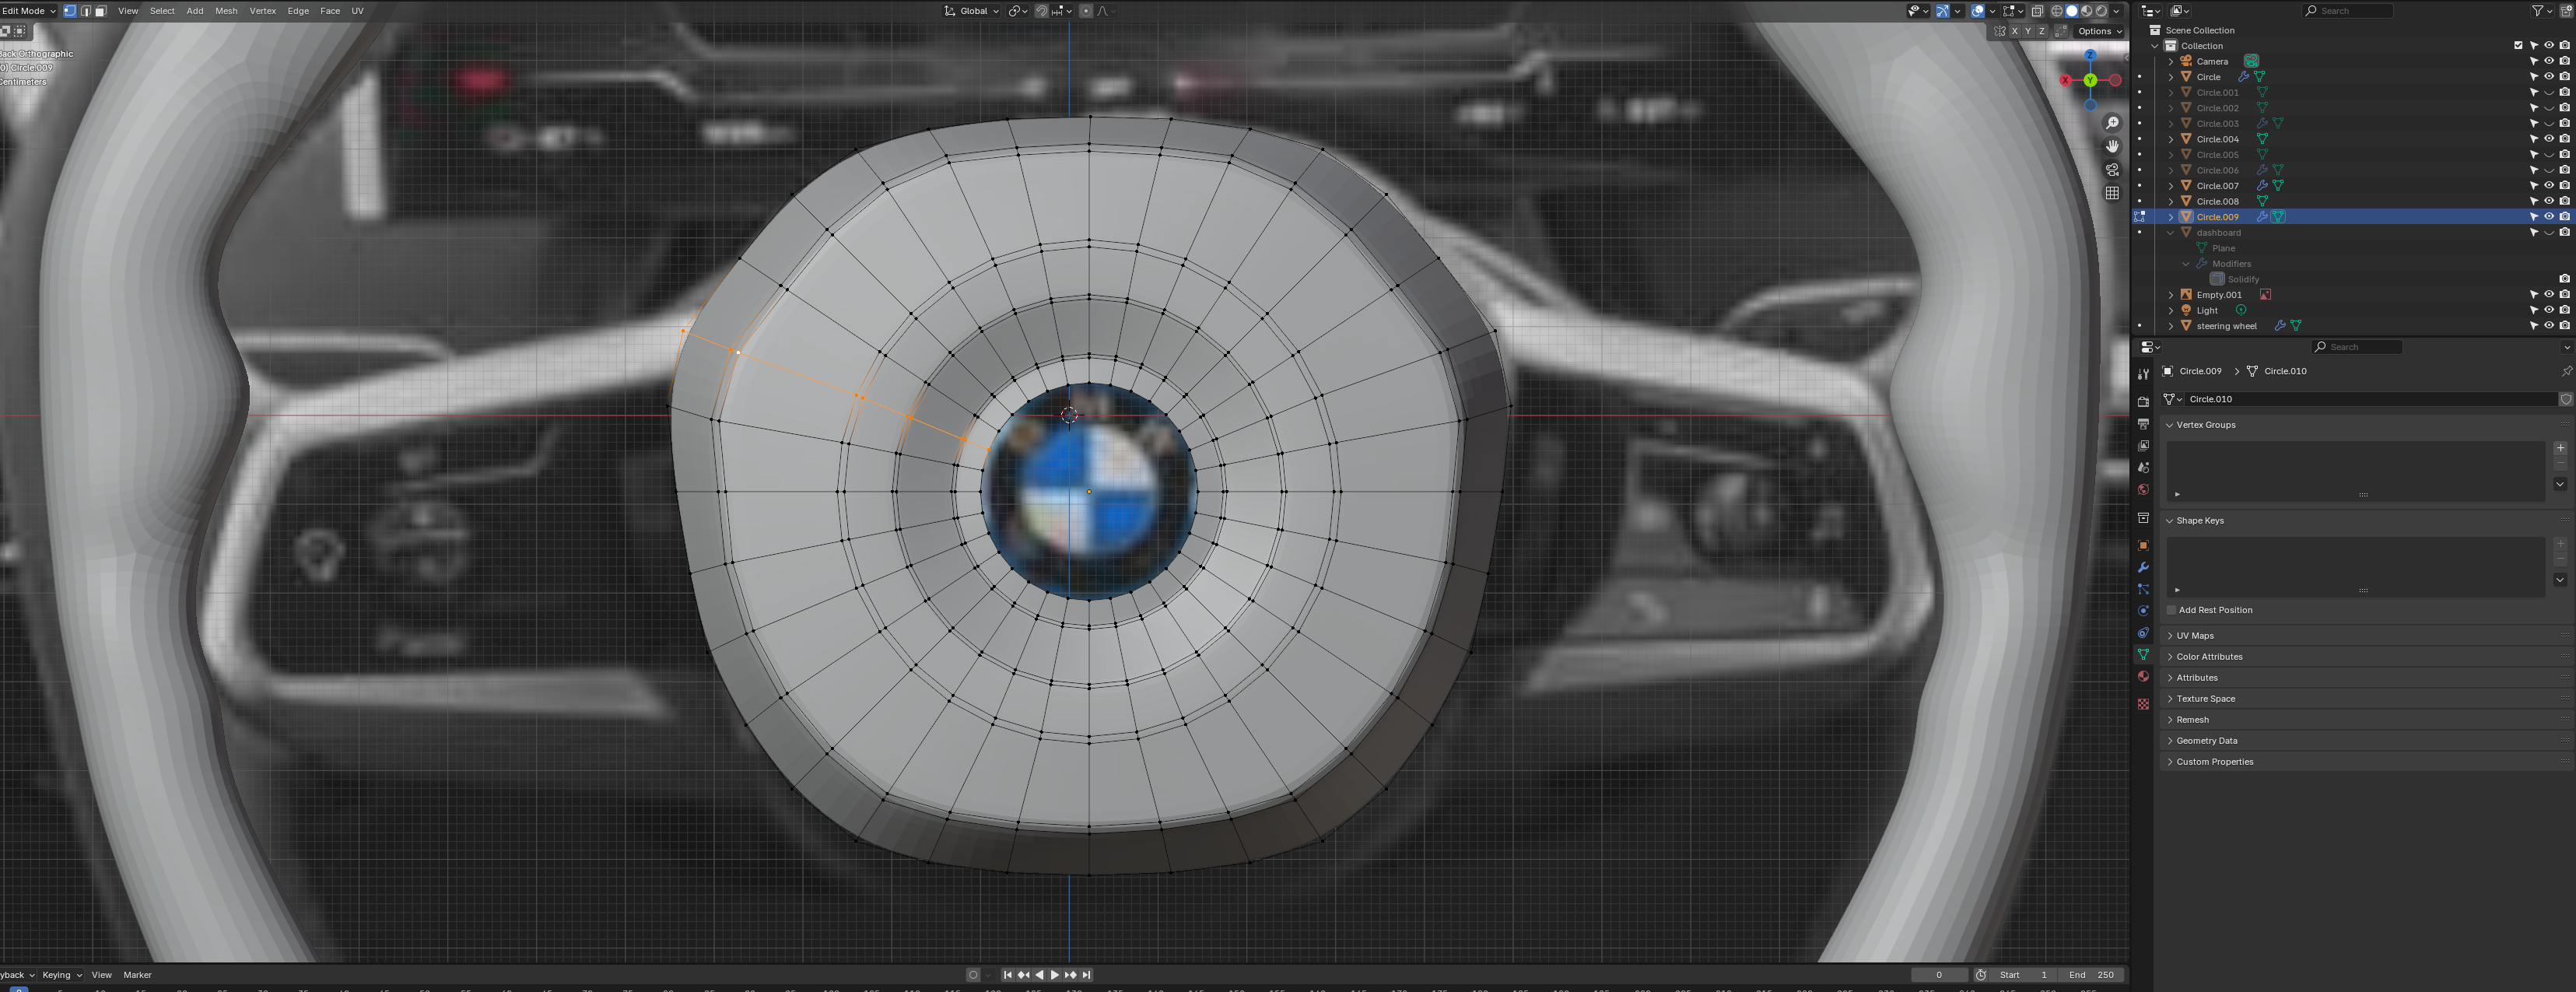 Edit Mode View Select Add Mesh Vertex Edge Face UV Global
X Y Z Options
Back Orthographic
0) Circle.009
Centimeters
Z
X
Y
Search
Scene Collection
Collection
Camera
Circle
Circle.001
Circle.002
Circle.003
Circle.004
Circle.005
Circle.006
Circle.007
Circle.008
Circle.009
dashboard
Plane
Modifiers
Solidify
Empty.001
Light
steering wheel
Search
Circle.009 > Circle.010
Circle.010
Vertex Groups
Shape Keys
Add Rest Position
UV Maps
Color Attributes
Attributes
Texture Space
Remesh
Geometry Data
Custom Properties
yback Keying View Marker
0 Start 1 End 250